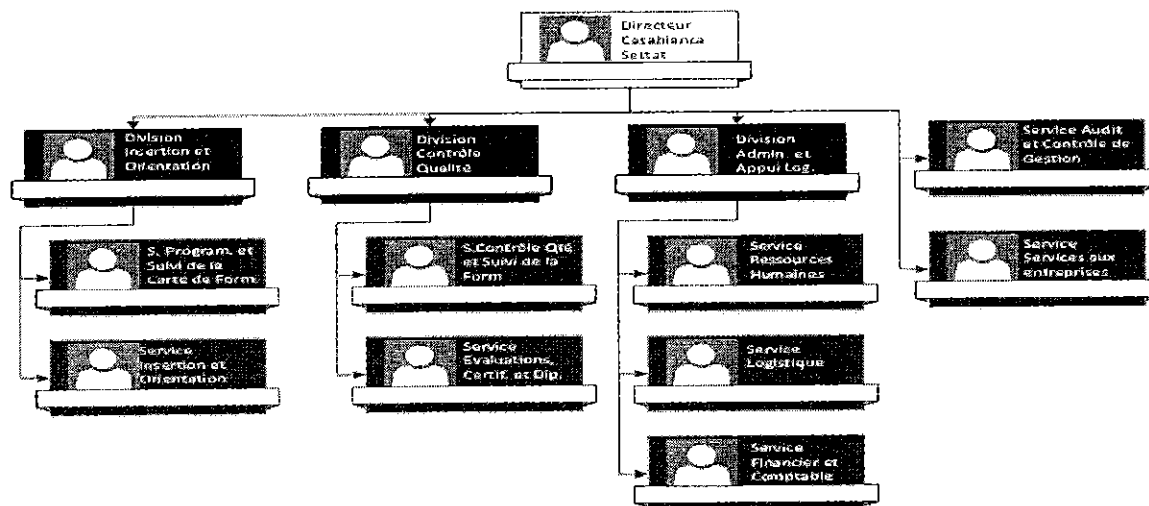 Directeur
Casablanca
Settat
Division
Insertion et
Orientation
Division
Contrôle
Qualité
Division
Admin. et
Appui Log.
Service Audit
et Contrôle de
Gestion
S. Program. et
Suivi de la
Carte de Form.
S.Contrôle Qté
et Suivi de la
Form
Service
Ressources
Humaines
Service
Services aux
entreprises
Service
Insertion et
Orientation
Service
Evaluations,
Certif. et Dip.
Service
Logistique
Service
Financier et
Comptable